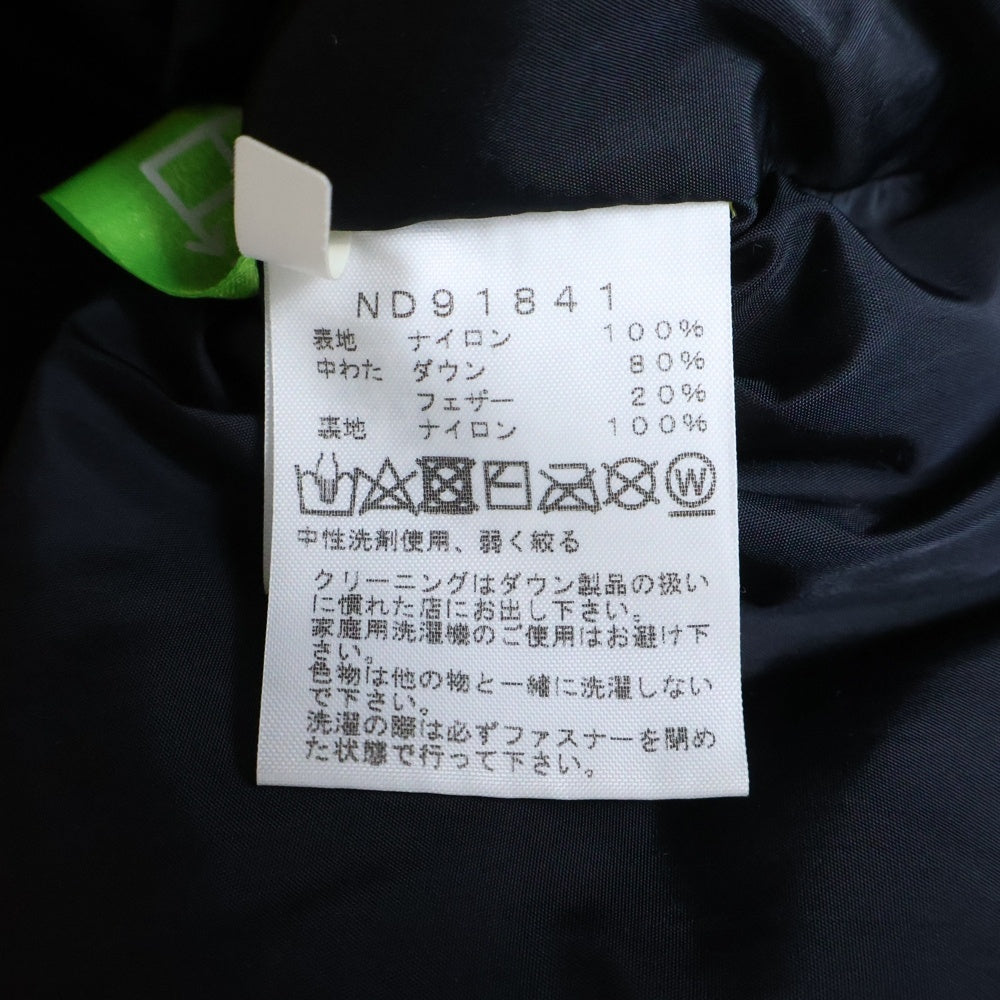 ND91841
表地 ナイロン 100%
中わた ダウン 80%
フェザー 20%
裏地 ナイロン 100%
W
中性洗剤使用、弱く絞る
クリーニングはダウン製品の扱い
に慣れた店にお出し下さい。
家庭用洗濯機のご使用はお避け下
さい。
色物は他の物と一緒に洗濯しない
で下さい。
洗濯の際は必ずファスナーを閉め
た状態で行って下さい。